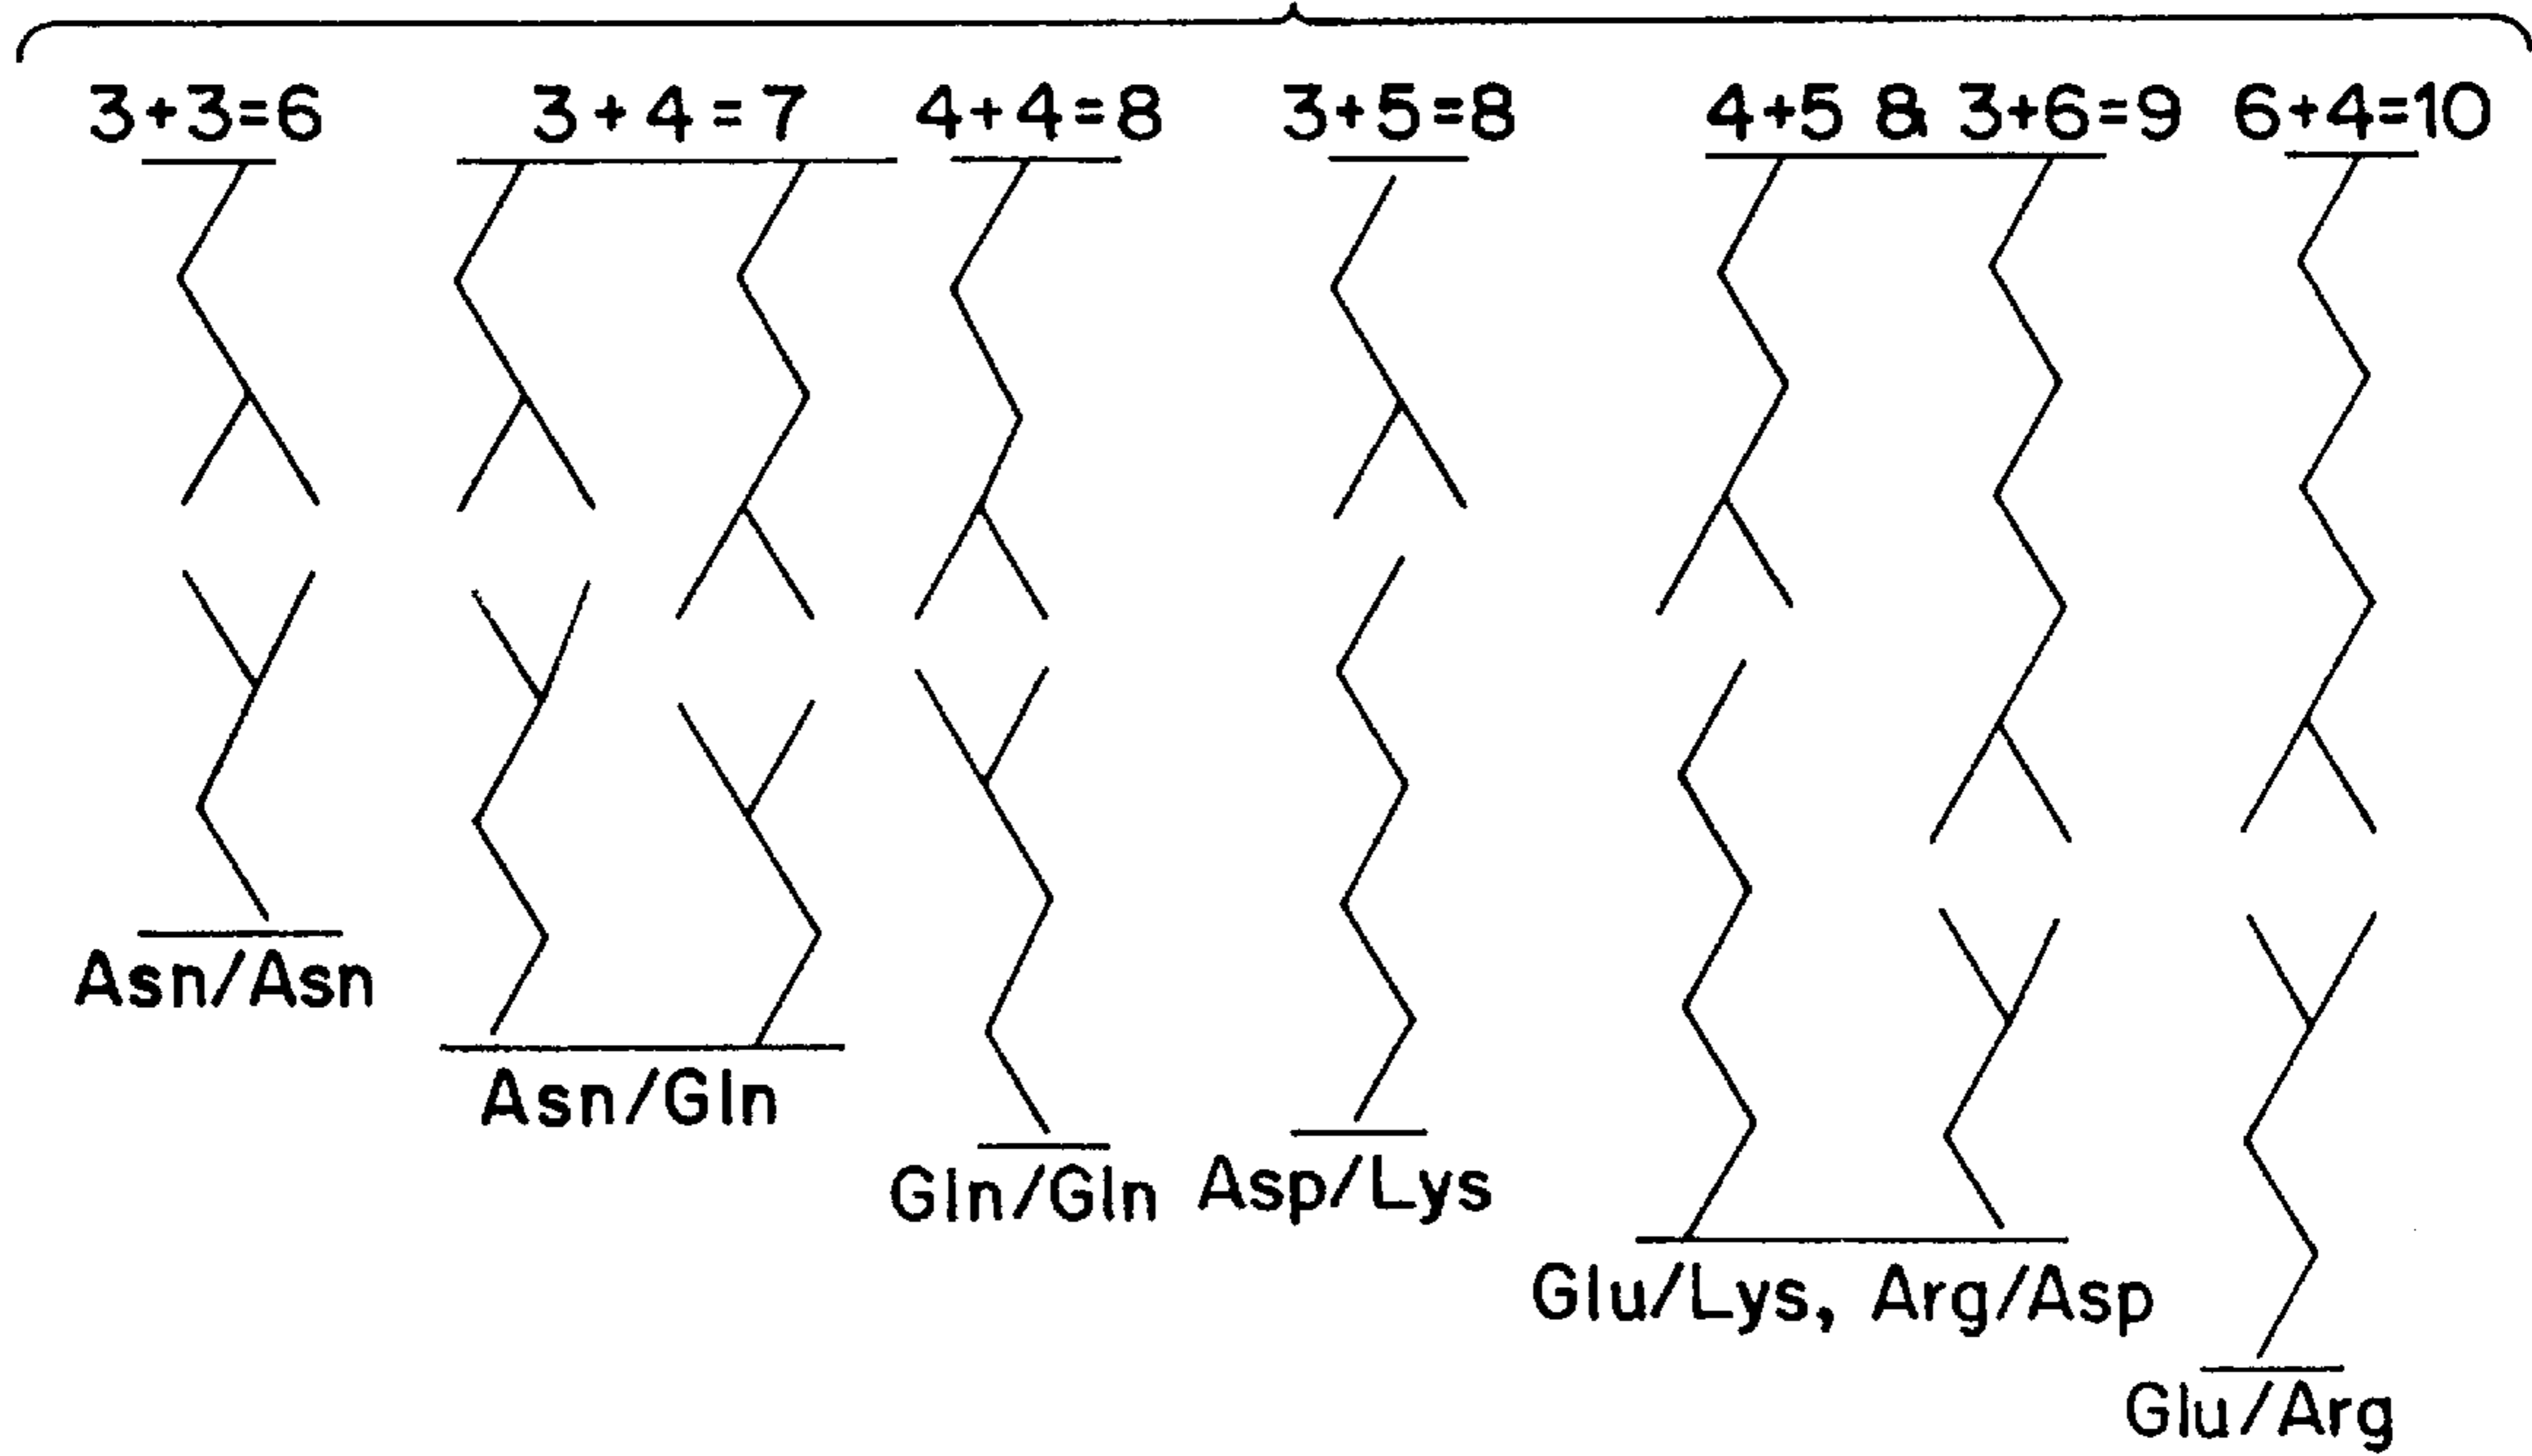 3+3=6 3+4=7 4+4=8 3+5=8 4+5 & 3+6=9 6+4=10
Asn/Asn
Asn/Gln
Gln/Gln Asp/Lys
Glu/Lys, Arg/Asp
Glu/Arg